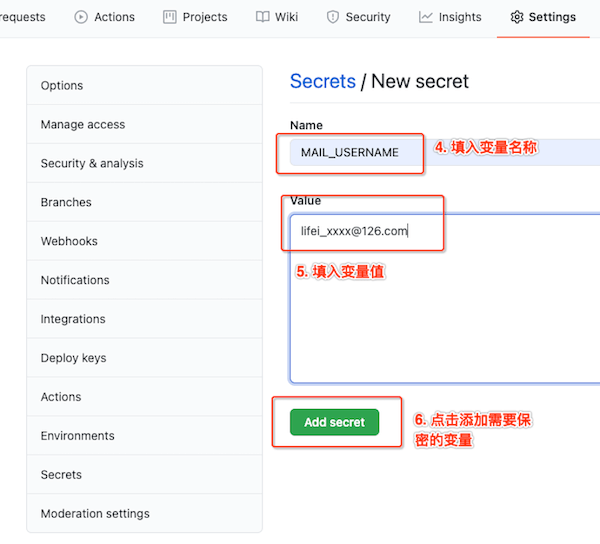 requests
Actions
Projects
Wiki
Security
Insights
Settings
Options
Manage access
Security & analysis
Branches
Webhooks
Notifications
Integrations
Deploy keys
Actions
Environments
Secrets
Moderation settings
Secrets / New secret
Name
MAIL_USERNAME
4. 填入变量名称
Value
lifei_xxxx@126.com
5. 填入变量值
Add secret
6. 点击添加需要保
密的变量